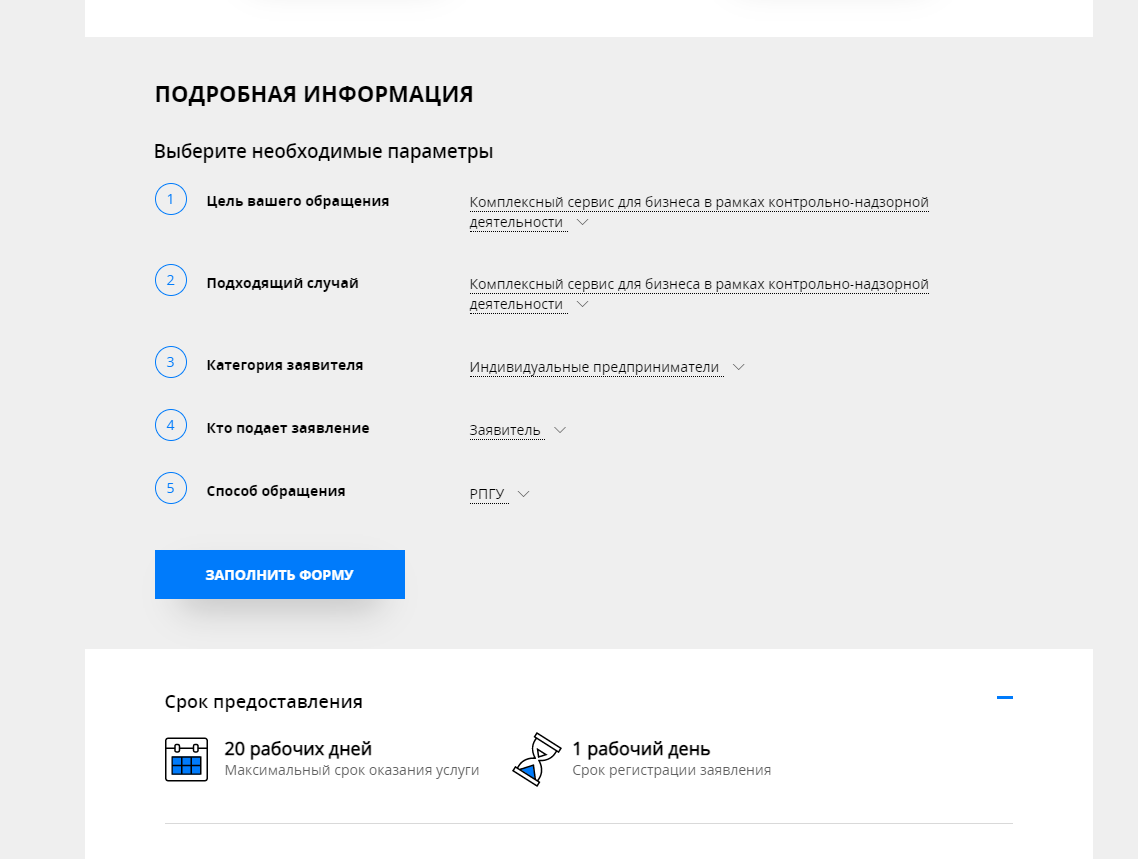 ПОДРОБНАЯ ИНФОРМАЦИЯ
Выберите необходимые параметры
1 Цель вашего обращения
Комплексный сервис для бизнеса в рамках контрольно-надзорной
деятельности
2 Подходящий случай
Комплексный сервис для бизнеса в рамках контрольно-надзорной
деятельности
3 Категория заявителя
Индивидуальные предприниматели
4 Кто подает заявление
Заявитель
5 Способ обращения
РПГУ
ЗАПОЛНИТЬ ФОРМУ
Срок предоставления
20 рабочих дней
Максимальный срок оказания услуги
1 рабочий день
Срок регистрации заявления